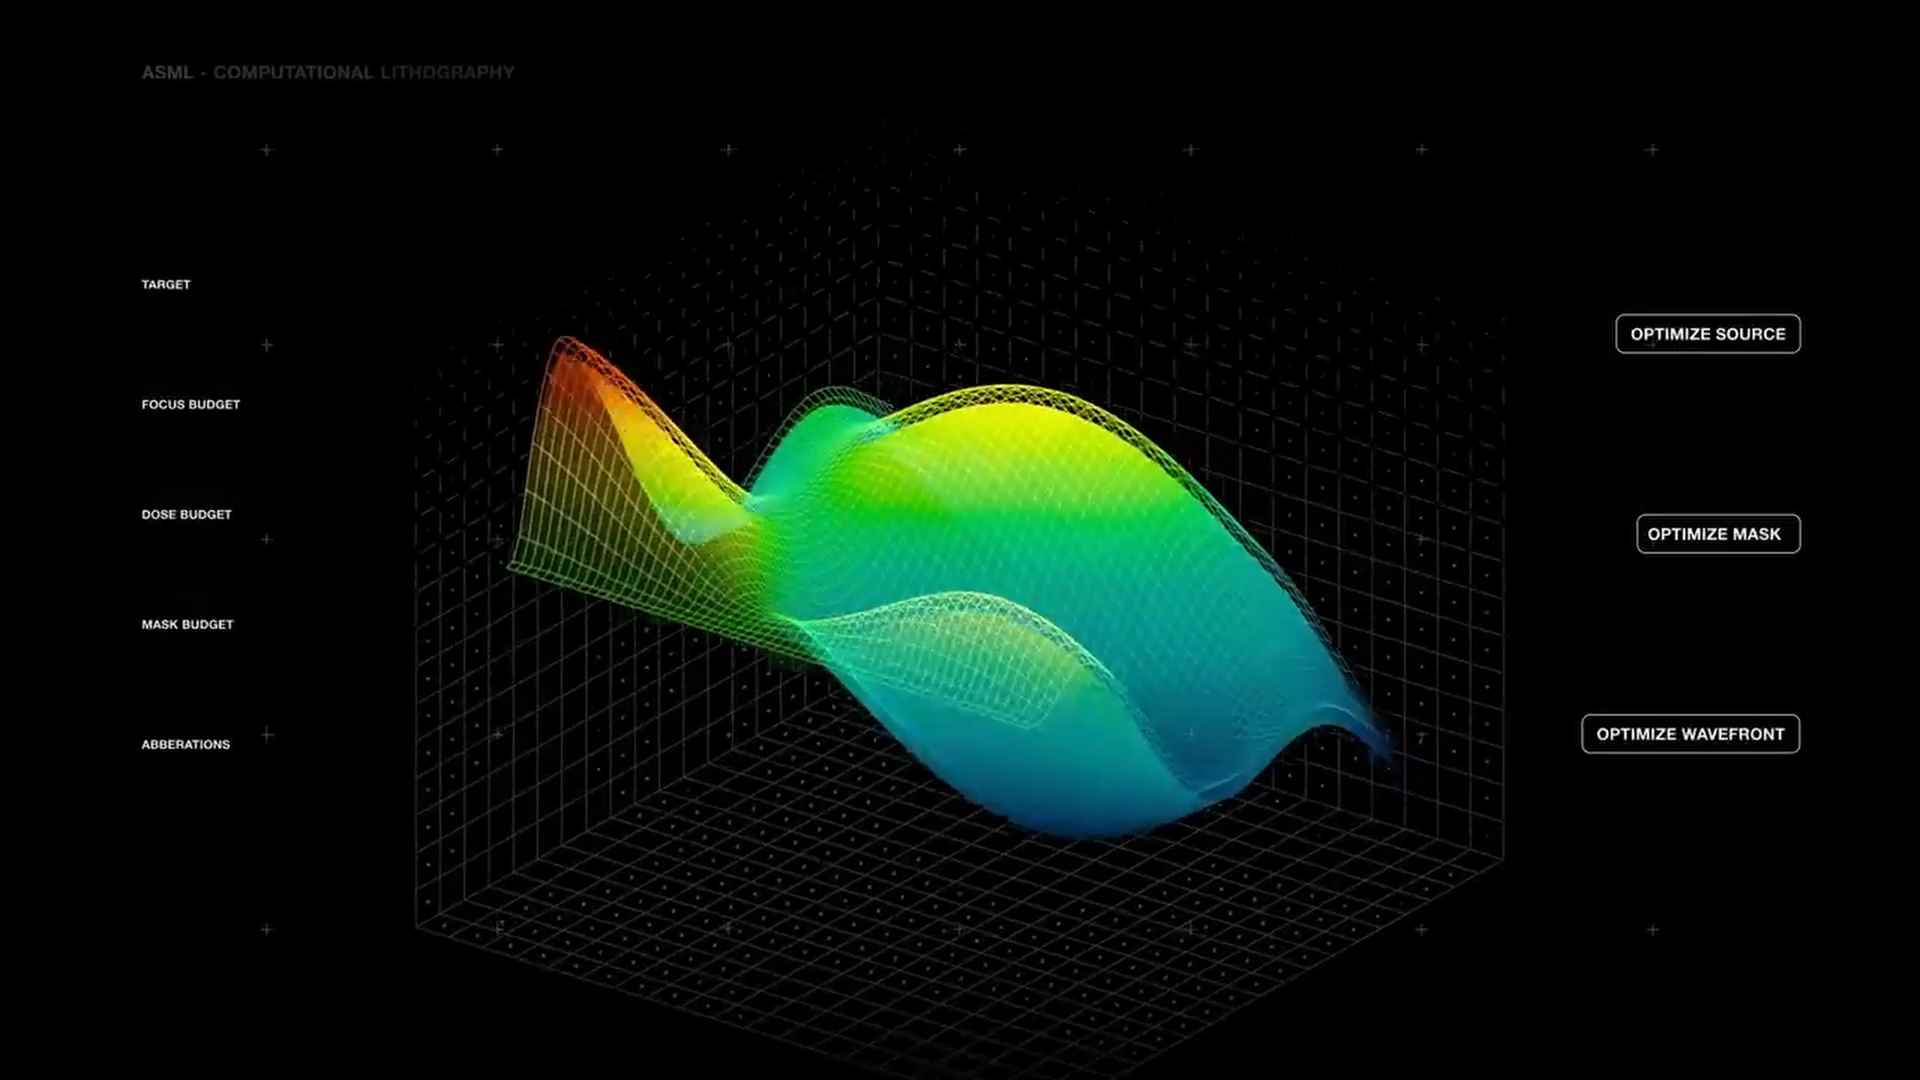 ASML - COMPUTATIONAL LITHOGRAPHY
TARGET
FOCUS BUDGET
DOSE BUDGET
MASK BUDGET
ABBERATIONS
OPTIMIZE SOURCE
OPTIMIZE MASK
OPTIMIZE WAVEFRONT